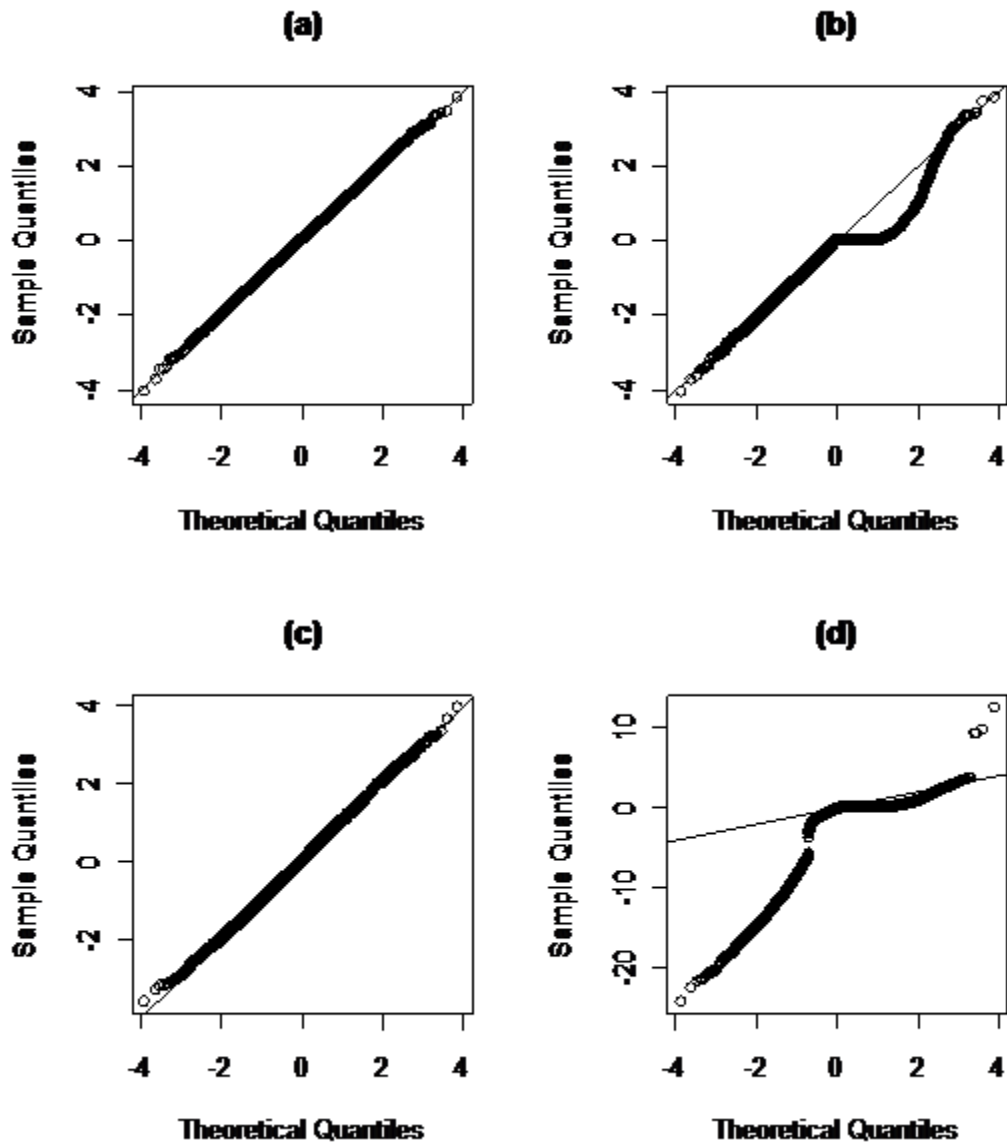 (a)
4
2
0
-2
-4
Sample Quantiles
-4 -2 0 2 4
Theoretical Quantiles
(b)
4
2
0
-2
-4
Sample Quantiles
-4 -2 0 2 4
Theoretical Quantiles
(c)
4
2
0
-2
Sample Quantiles
-4 -2 0 2 4
Theoretical Quantiles
(d)
10
0
-10
-20
Sample Quantiles
-4 -2 0 2 4
Theoretical Quantiles